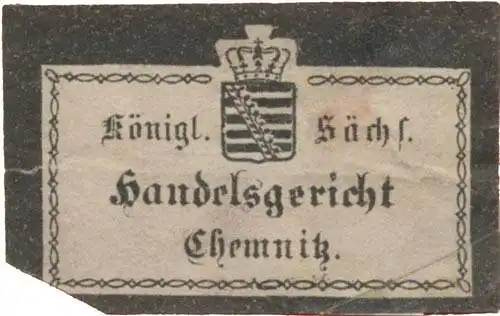 Königl. Sächs.
Handelsgericht
Chemnitz.